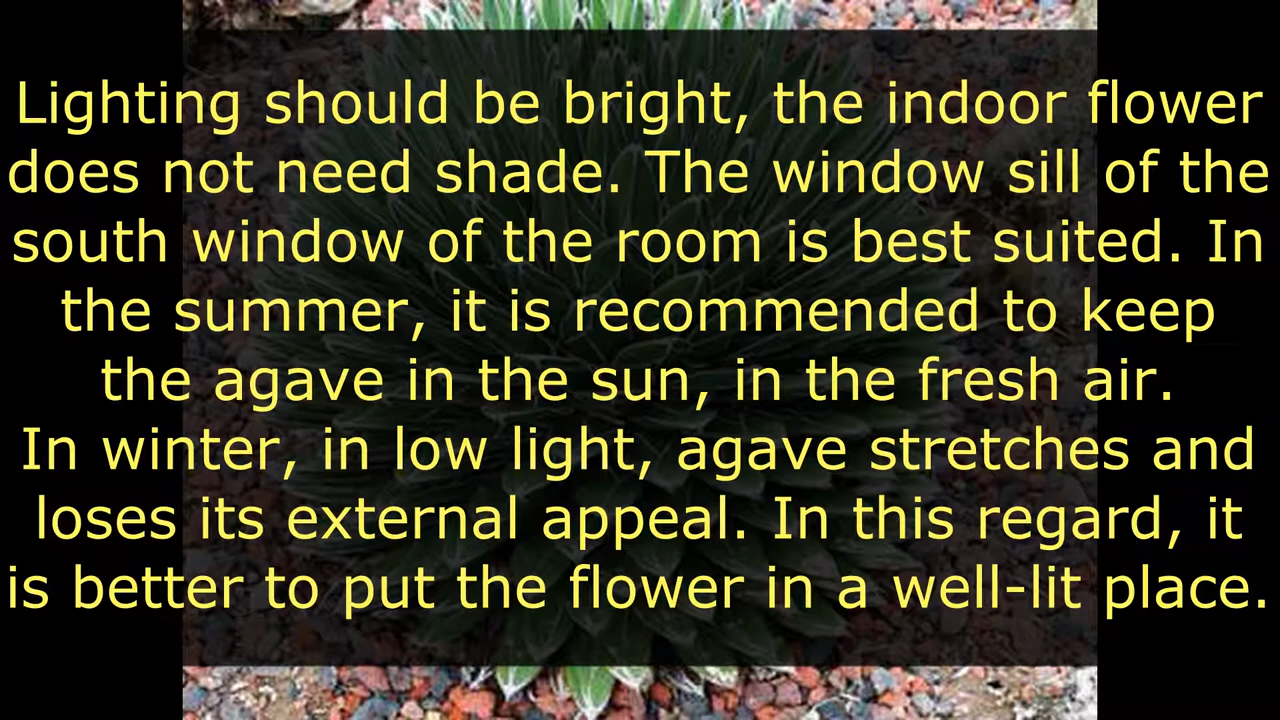 Lighting should be bright, the indoor flower
does not need shade. The window sill of the
south window of the room is best suited. In
the summer, it is recommended to keep
the agave in the sun, in the fresh air.
In winter, in low light, agave stretches and
loses its external appeal. In this regard, it
is better to put the flower in a well-lit place.